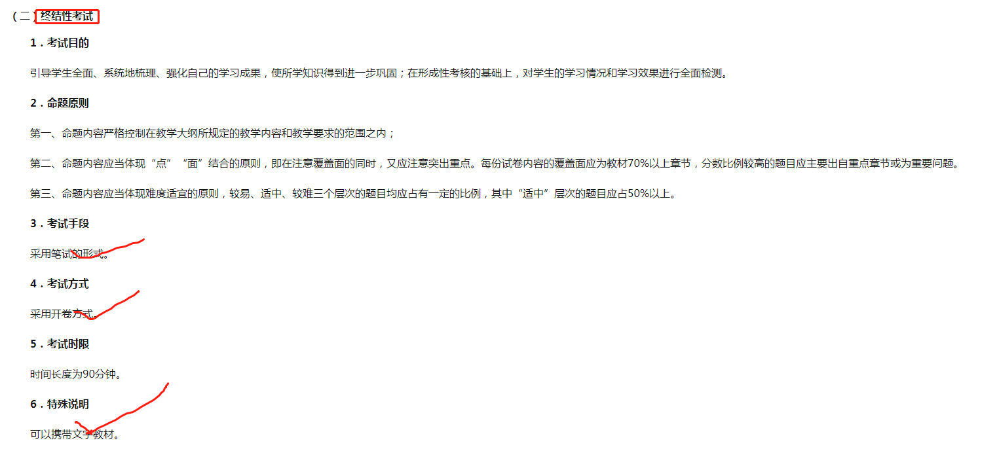 （二）终结性考试
1．考试目的
引导学生全面、系统地梳理、强化自己的学习成果，使所学知识得到进一步巩固；在形成性考核的基础上，对学生的学习情况和学习效果进行全面检测。
2．命题原则
第一、命题内容严格控制在教学大纲所规定的教学内容和教学要求的范围之内；
第二、命题内容应当体现“点”“面”结合的原则，即在注意覆盖面的同时，又应注意突出重点。每份试卷内容的覆盖面应为教材70%以上章节，分数比例较高的题目应主要出自重点章节或为重要问题。
第三、命题内容应当体现难度适宜的原则，较易、适中、较难三个层次的题目均应占有一定的比例，其中“适中”层次的题目应占50%以上。
3．考试手段
采用笔试的形式。
4．考试方式
采用开卷方式。
5．考试时限
时间长度为90分钟。
6．特殊说明
可以携带文字教材。